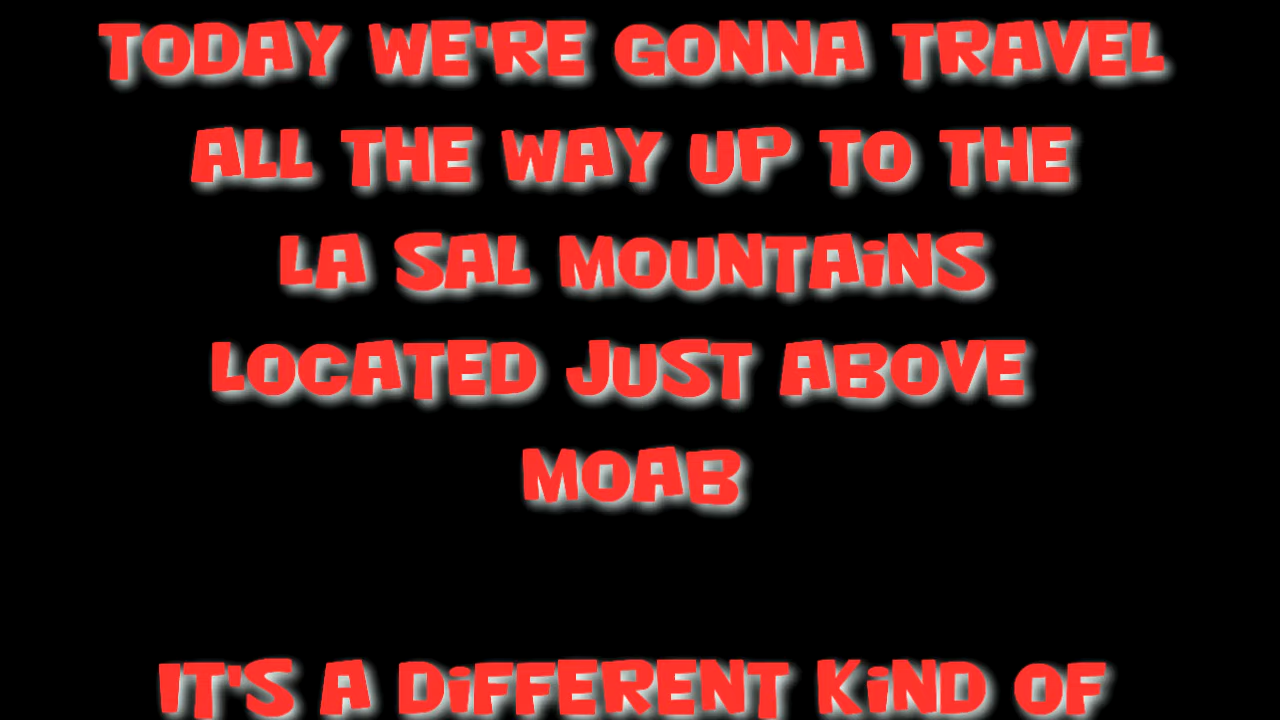 TODAY WE'RE GONNA TRAVEL
ALL THE WAY UP TO THE
LA SAL MOUNTAiNS
LOCATED JUST ABOVE
MOAB
IT'S A DiFFERENT KiND OF